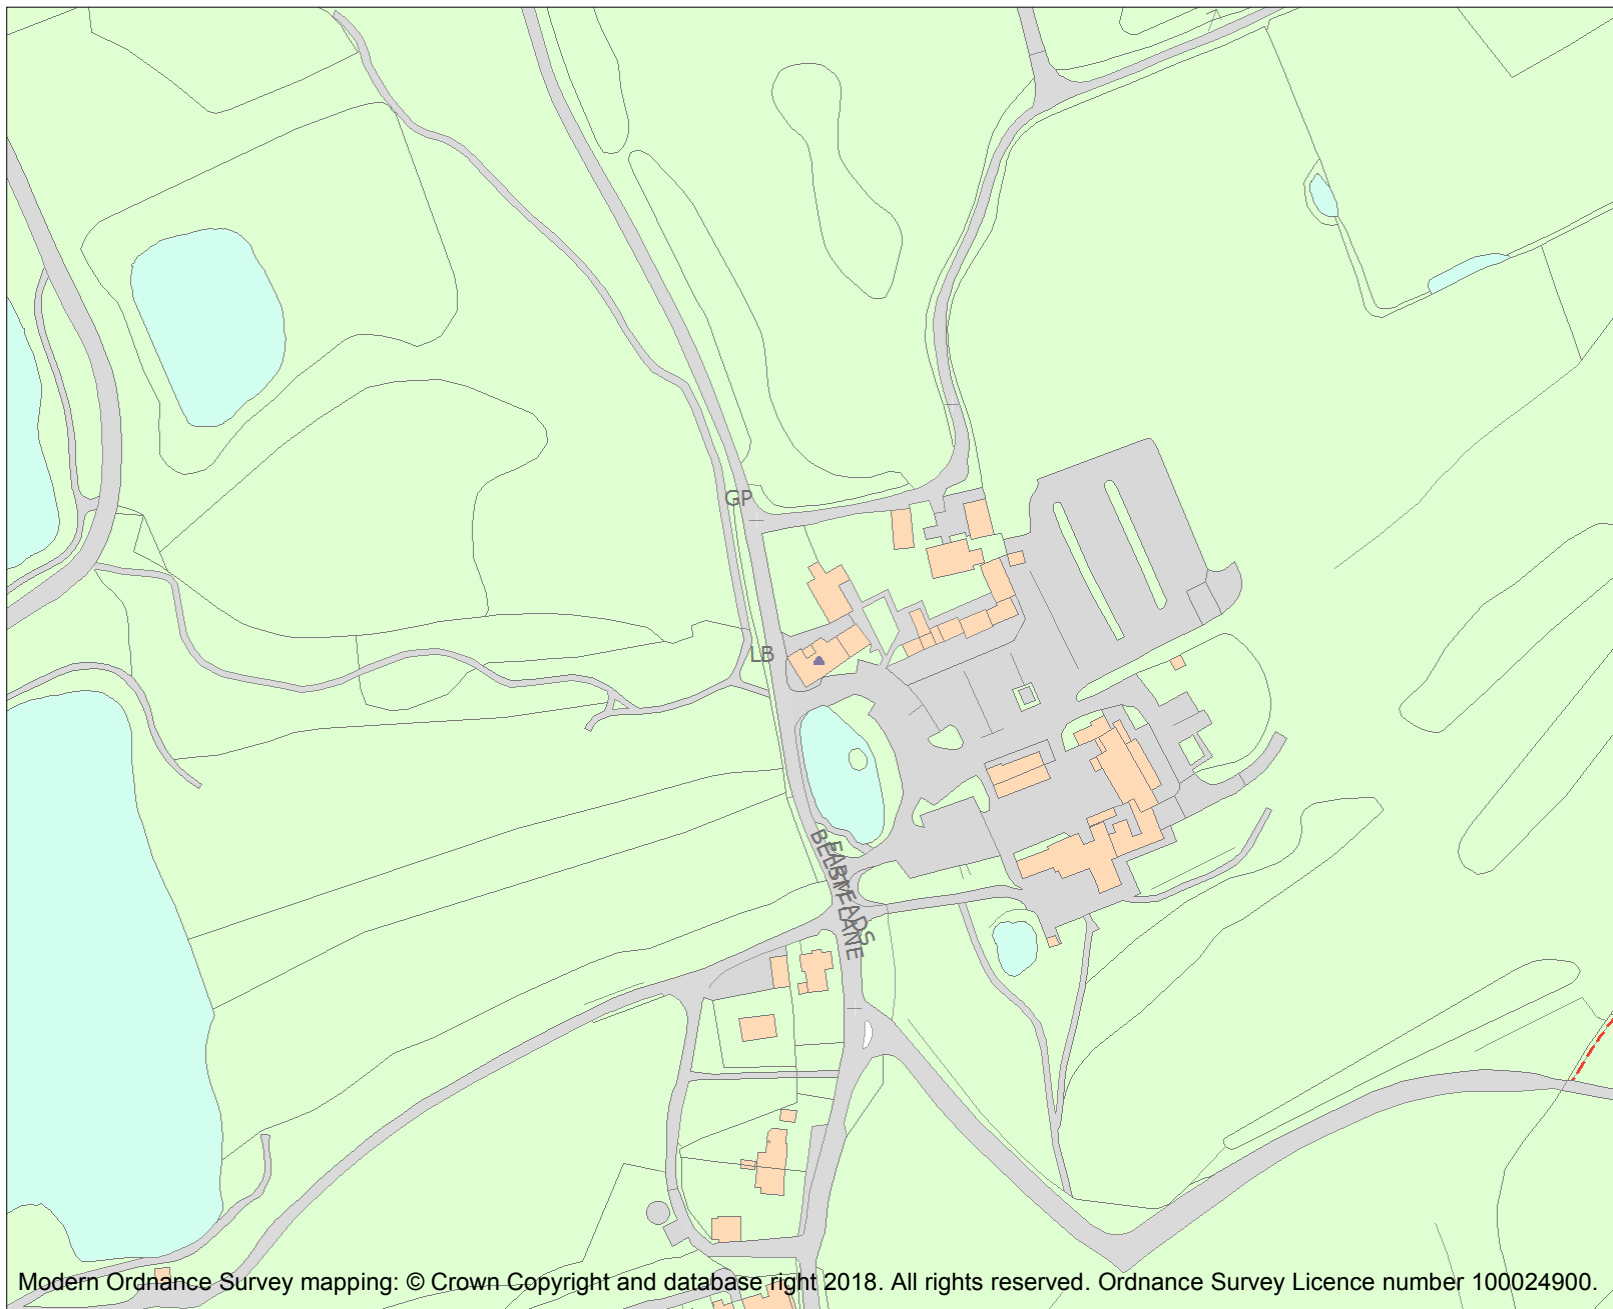 GP
LB
Modern Ordnance Survey mapping: © Crown Copyright and database right 2018. All rights reserved. Ordnance Survey Licence number 100024900.